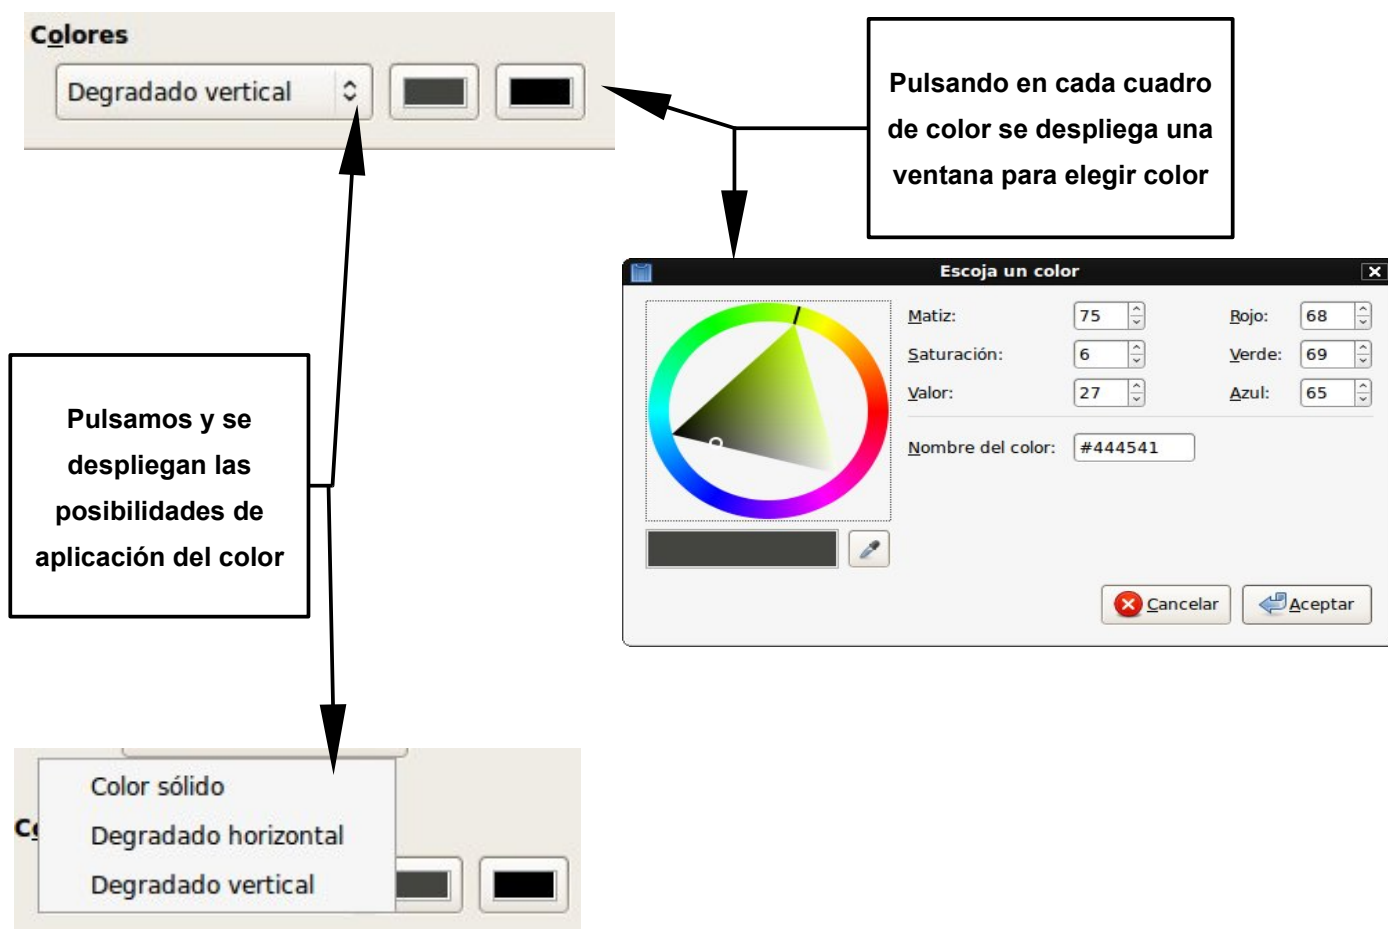 Colores
Degradado vertical
Pulsando en cada cuadro
de color se despliega una
ventana para elegir color
Escoja un color
Matiz: 75 Rojo: 68
Saturación: 6 Verde: 69
Valor: 27 Azul: 65
Nombre del color: #444541
Cancelar Aceptar
Pulsamos y se
despliegan las
posibilidades de
aplicación del color
Color sólido
Degradado horizontal
Degradado vertical